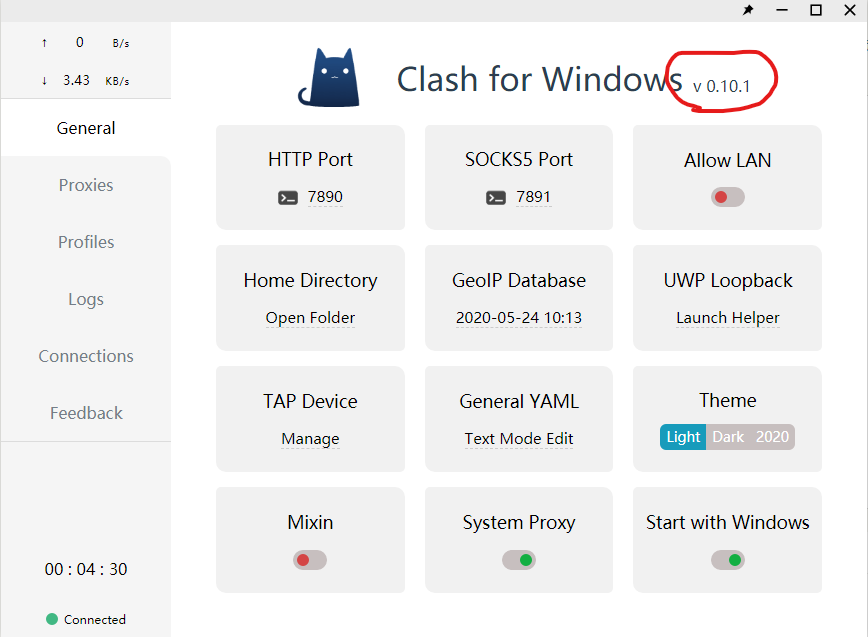 ↑ 0 B/s
↓ 3.43 KB/s
General
Proxies
Profiles
Logs
Connections
Feedback
00 : 04 : 30
Connected
Clash for Windows v 0.10.1
HTTP Port
7890
SOCKS5 Port
7891
Allow LAN
Home Directory
Open Folder
GeoIP Database
2020-05-24 10:13
UWP Loopback
Launch Helper
TAP Device
Manage
General YAML
Text Mode Edit
Theme
Light Dark 2020
Mixin
System Proxy
Start with Windows